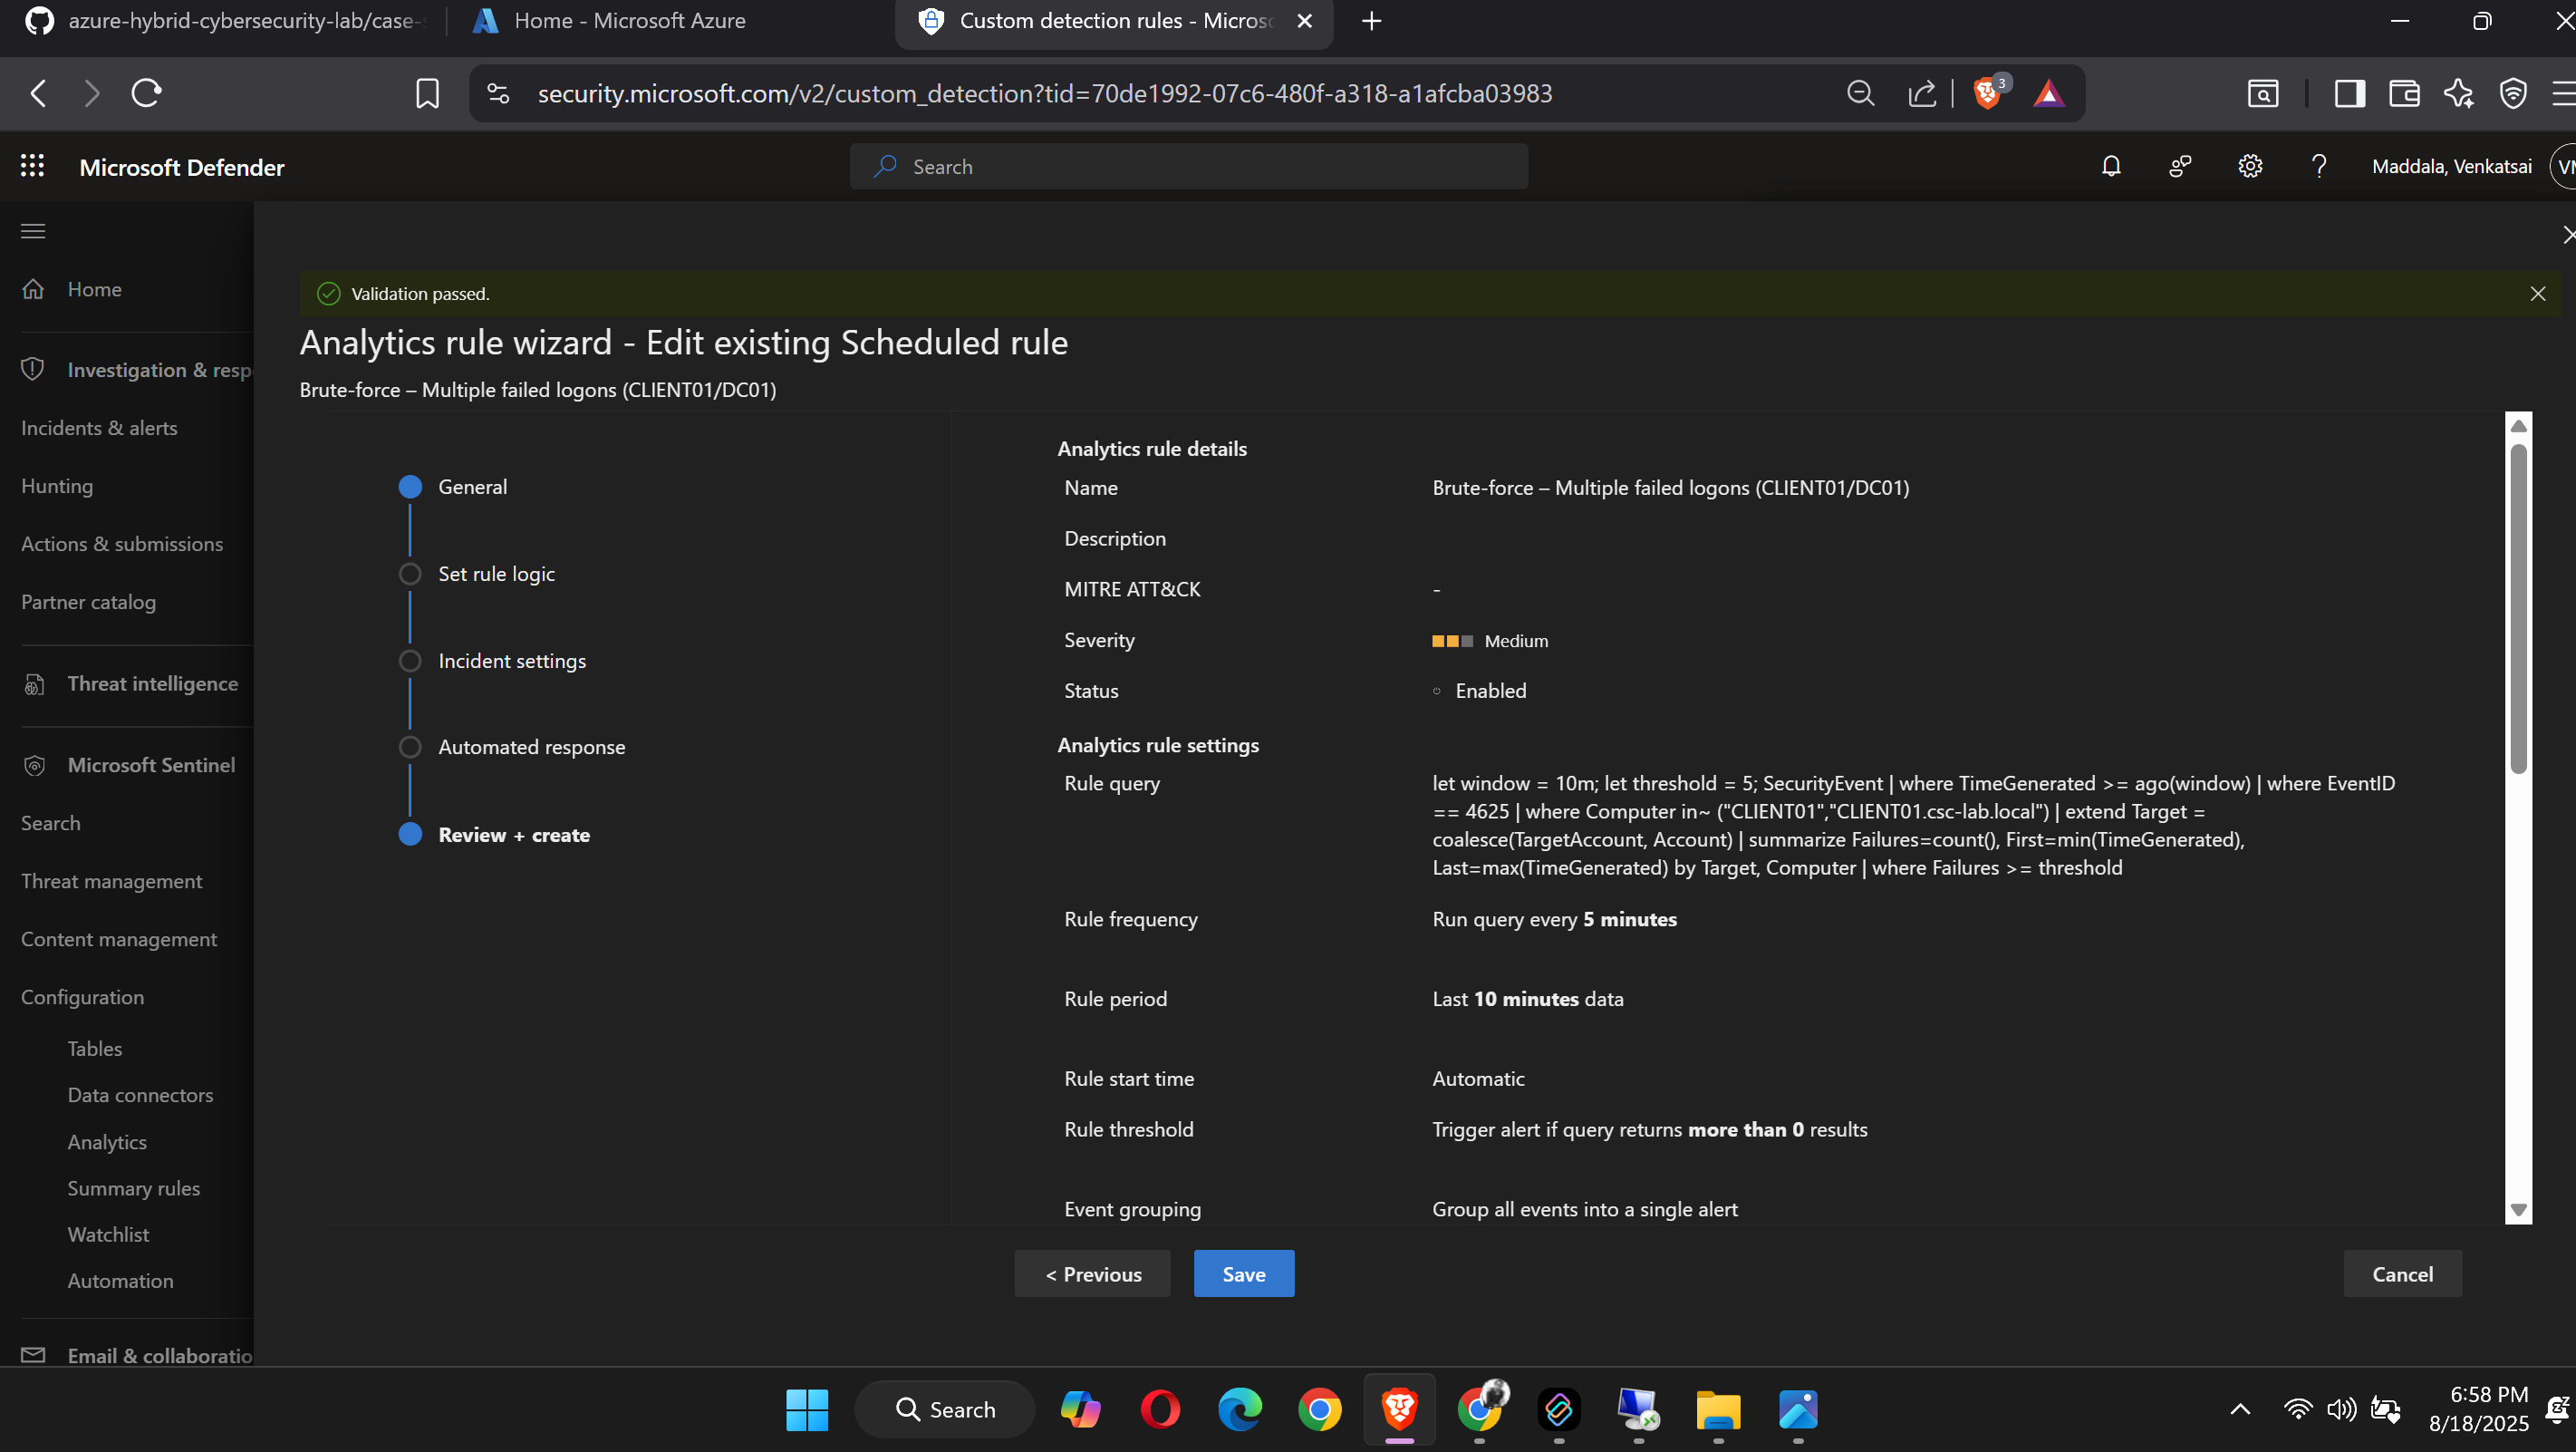 azure-hybrid-cybersecurity-lab/case-
Home - Microsoft Azure
Custom detection rules - Micros
security.microsoft.com/v2/custom_detection?tid=70de1992-07c6-480f-a318-a1afcba03983
3
Microsoft Defender
Search
Maddala, Venkatsai
Home
Investigation & resp
Incidents & alerts
Hunting
Actions & submissions
Partner catalog
Threat intelligence
Microsoft Sentinel
Search
Threat management
Content management
Configuration
Tables
Data connectors
Analytics
Summary rules
Watchlist
Automation
Email & collaboratio
Validation passed.
Analytics rule wizard - Edit existing Scheduled rule
Brute-force – Multiple failed logons (CLIENT01/DC01)
General
Set rule logic
Incident settings
Automated response
Review + create
Analytics rule details
Name Brute-force – Multiple failed logons (CLIENT01/DC01)
Description
MITRE ATT&CK -
Severity Medium
Status Enabled
Analytics rule settings
Rule query let window = 10m; let threshold = 5; SecurityEvent | where TimeGenerated >= ago(window) | where EventID
== 4625 | where Computer in~ ("CLIENT01","CLIENT01.csc-lab.local") | extend Target =
coalesce(TargetAccount, Account) | summarize Failures=count(), First=min(TimeGenerated),
Last=max(TimeGenerated) by Target, Computer | where Failures >= threshold
Rule frequency Run query every 5 minutes
Rule period Last 10 minutes data
Rule start time Automatic
Rule threshold Trigger alert if query returns more than 0 results
Event grouping Group all events into a single alert
< Previous
Save
Cancel
Search
6:58 PM
8/18/2025